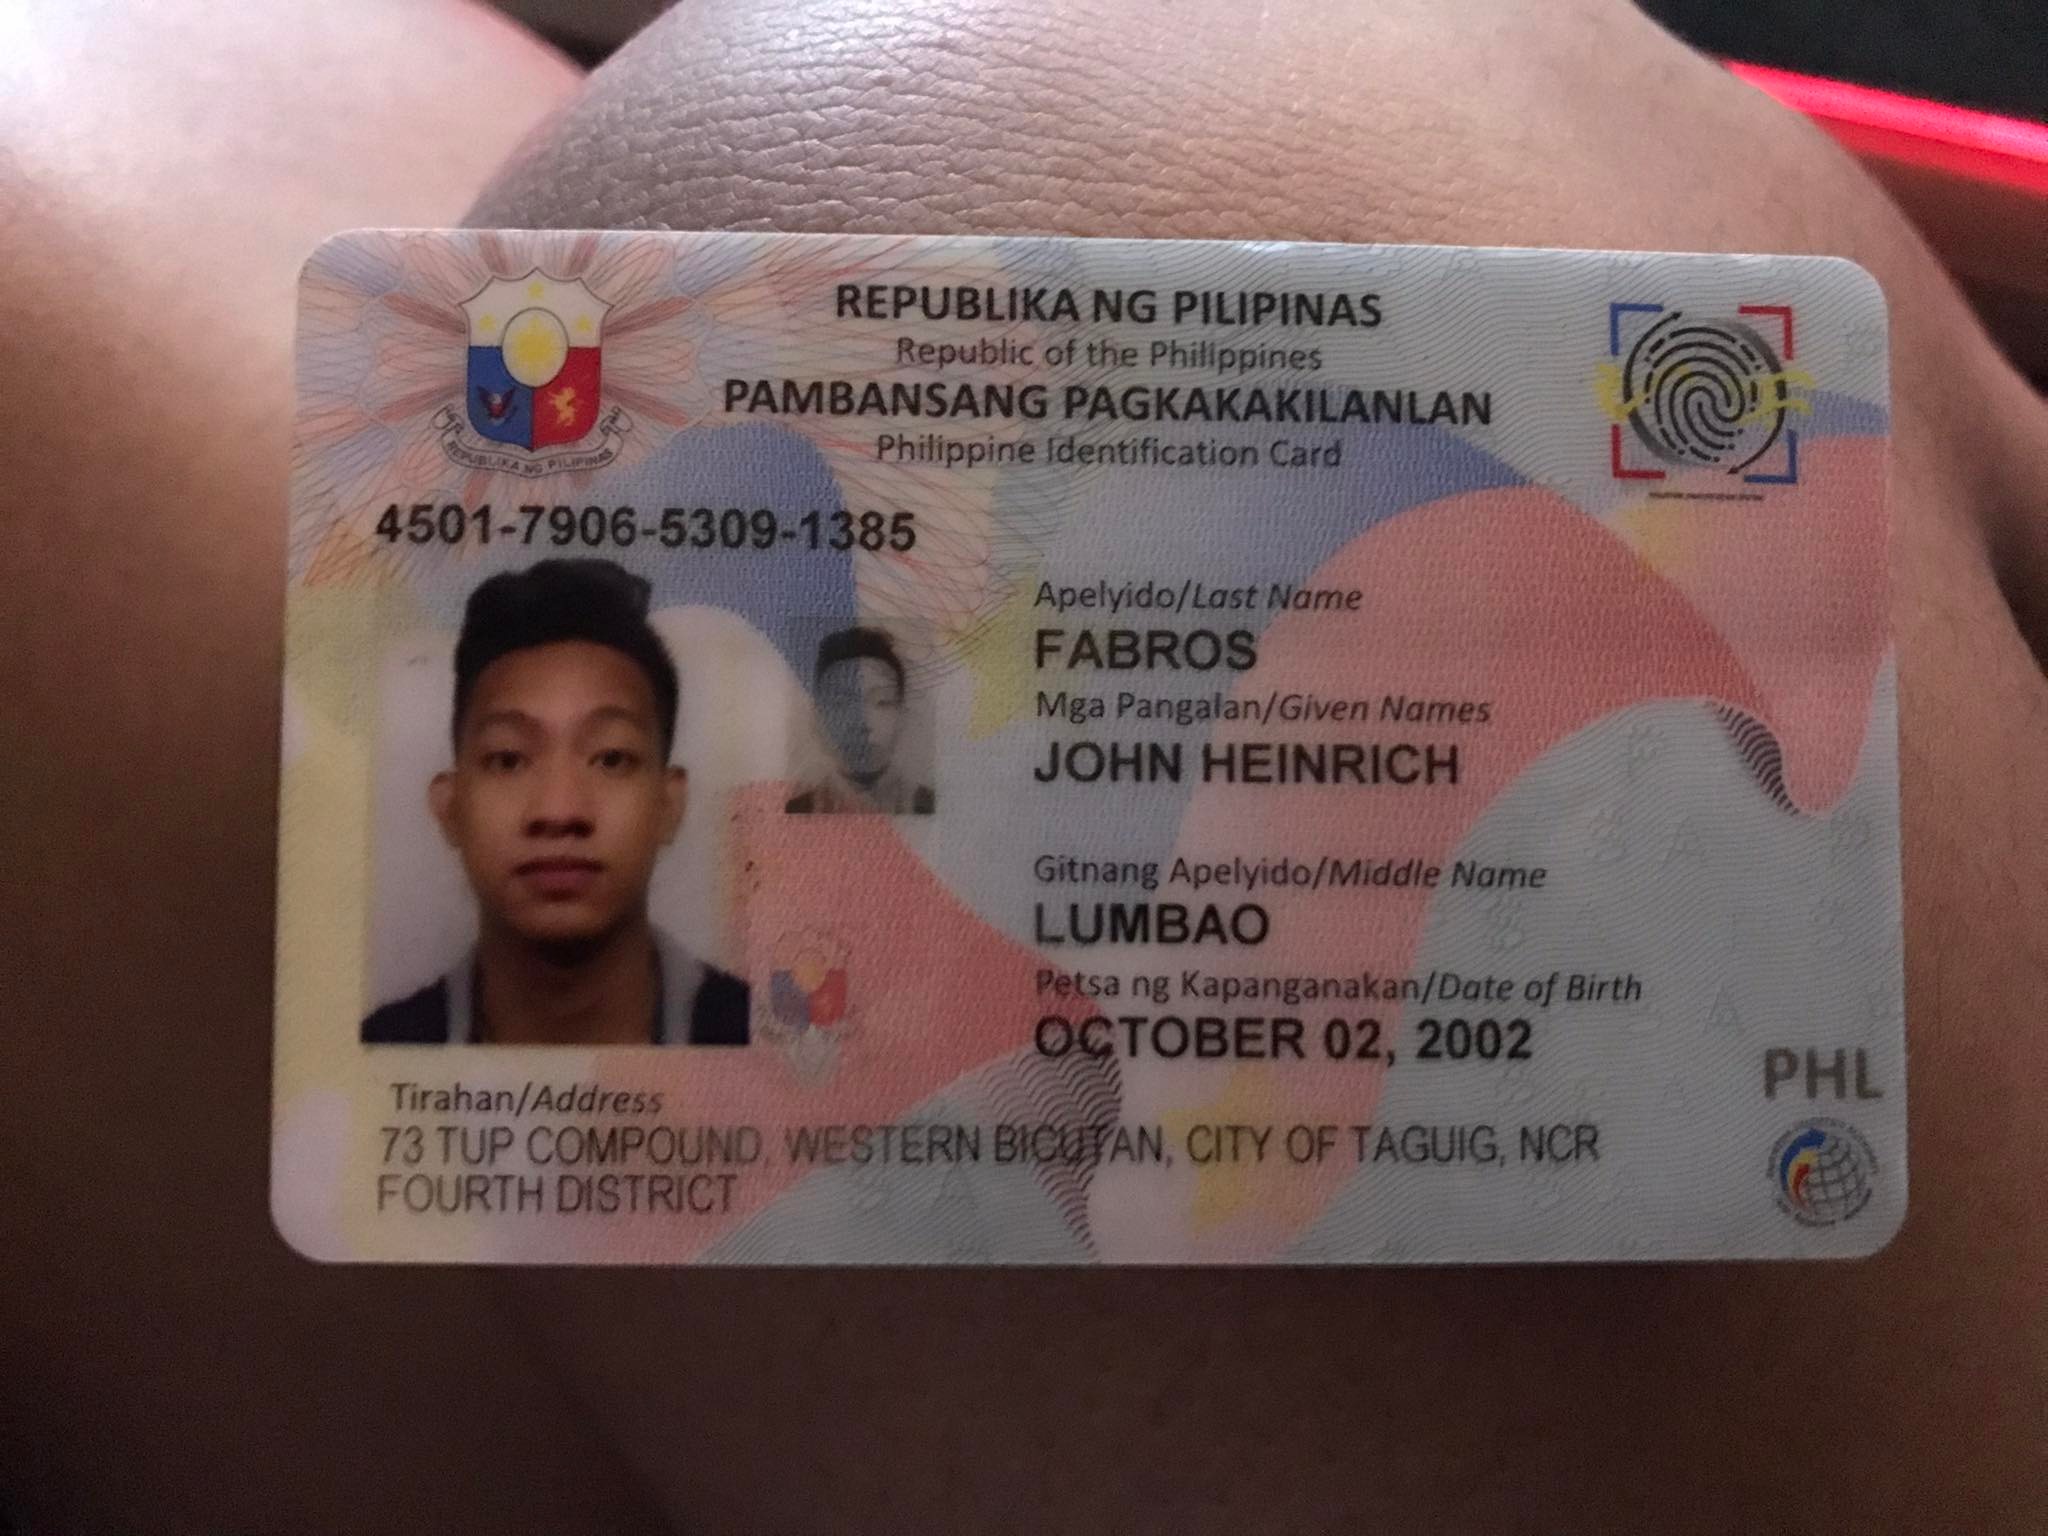 REPUBLIKA NG PILIPINAS
Republic of the Philippines
PAMBANSANG PAGKAKAKILANLAN
Philippine Identification Card
REPUBLIKA NG PILIPINAS
4501-7906-5309-1385
Apelyido/Last Name
FABROS
Mga Pangalan/Given Names
JOHN HEINRICH
Gitnang Apelyido/Middle Name
LUMBAO
Petsa ng Kapanganakan/Date of Birth
OCTOBER 02, 2002
PHL
Tirahan/Address
73 TUP COMPOUND, WESTERN BICUTAN, CITY OF TAGUIG, NCR
FOURTH DISTRICT